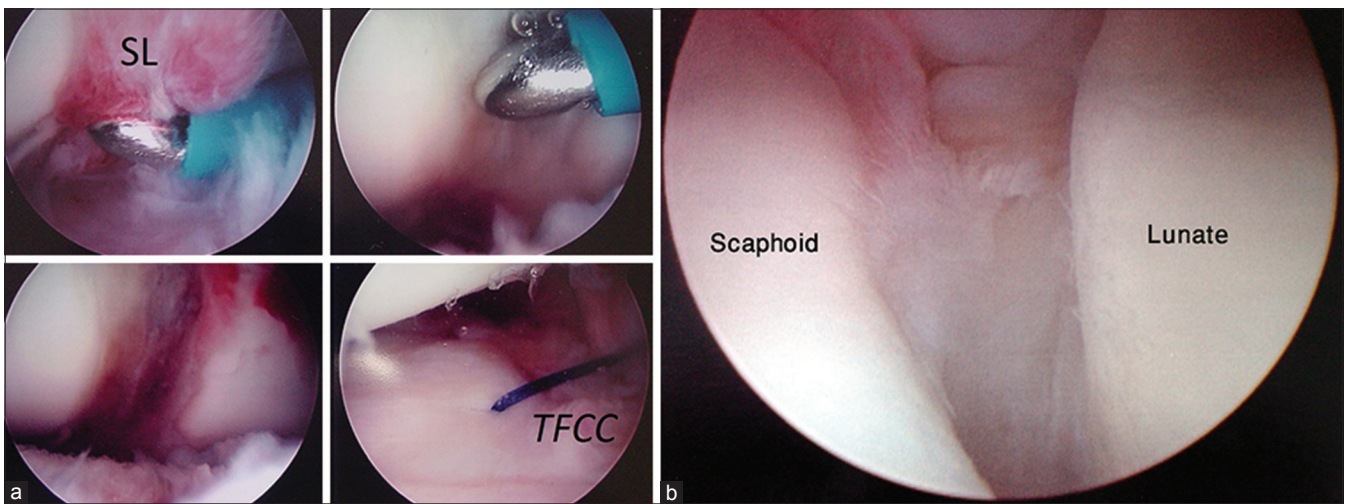 SL
TFCC
a
Scaphoid
Lunate
b